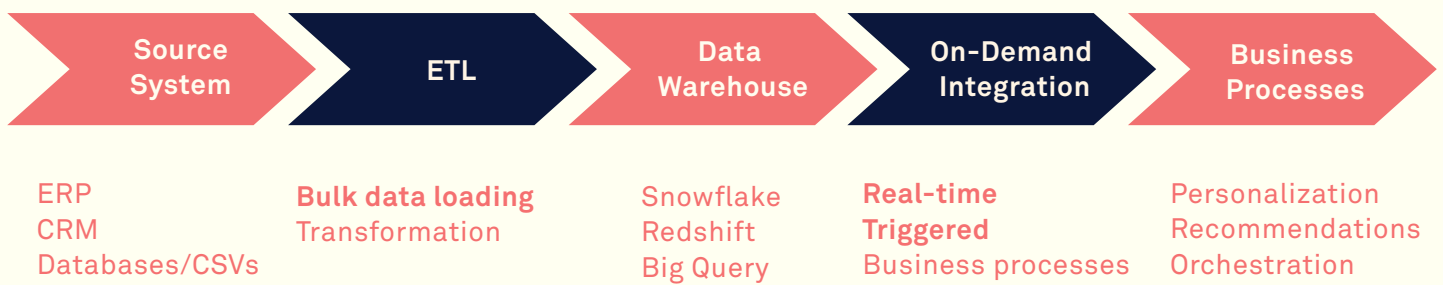 Source
System
ETL
Data
Warehouse
On-Demand
Integration
Business
Processes
ERP
CRM
Databases/CSVs
Bulk data loading
Transformation
Snowflake
Redshift
Big Query
Real-time
Triggered
Business processes
Personalization
Recommendations
Orchestration